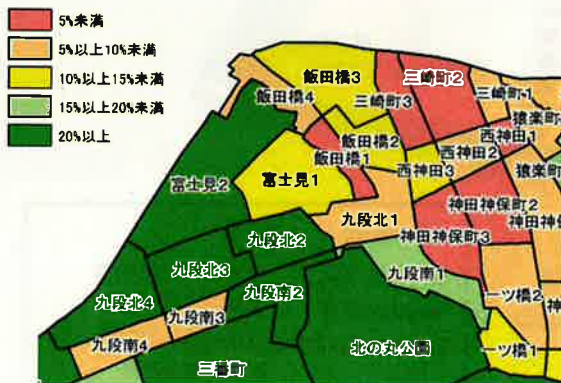 5%未満
5%以上10%未満
10%以上15%未満
15%以上20%未満
20%以上
飯田橋3
三崎町2
飯田橋4
三崎町3
三崎町1
猿楽町
飯田橋2
飯田橋1
西神田1
西神田2
西神田3
猿楽町
富士見2
富士見1
神田神保町2
九段北1
神田神保
神田神保町3
九段北2
九段北3
九段南1
九段北4
九段南2
一ツ橋2
神
九段南3
九段南4
北の丸公園
一ツ橋1
三番町